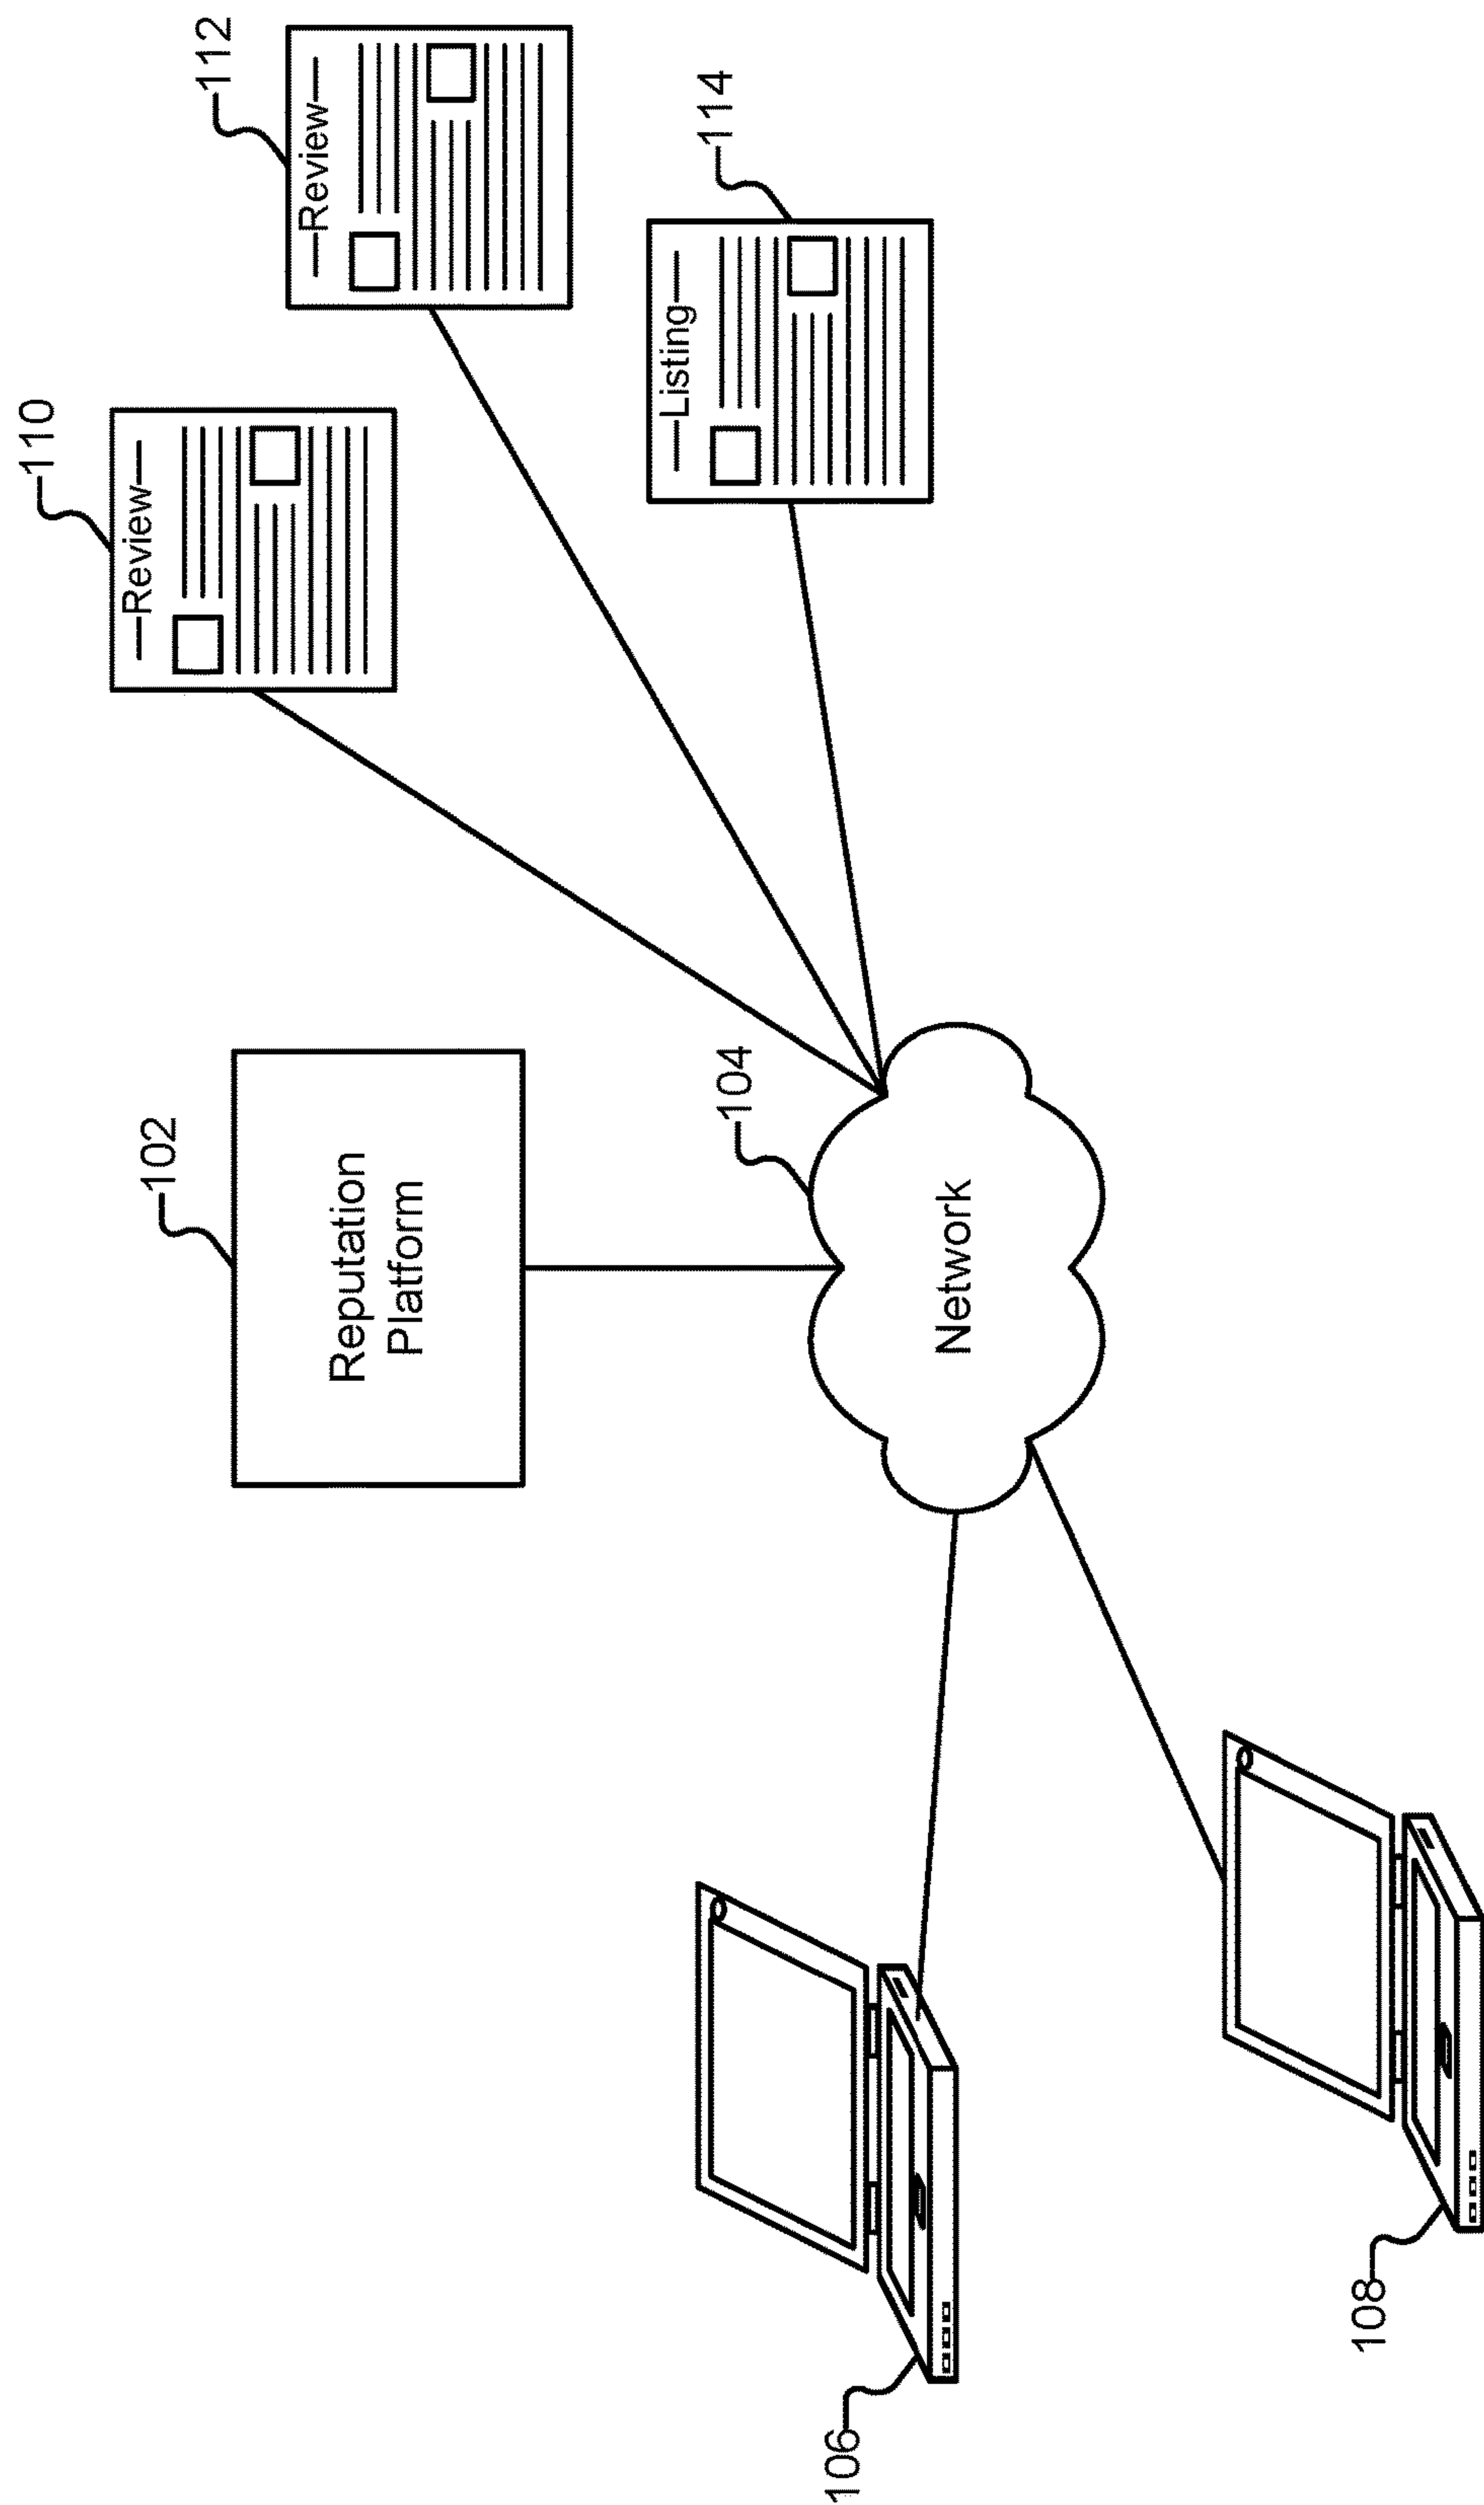 110
—Review—
112
—Review—
102
Reputation
Platform
104
Network
114
—Listing—
106
108